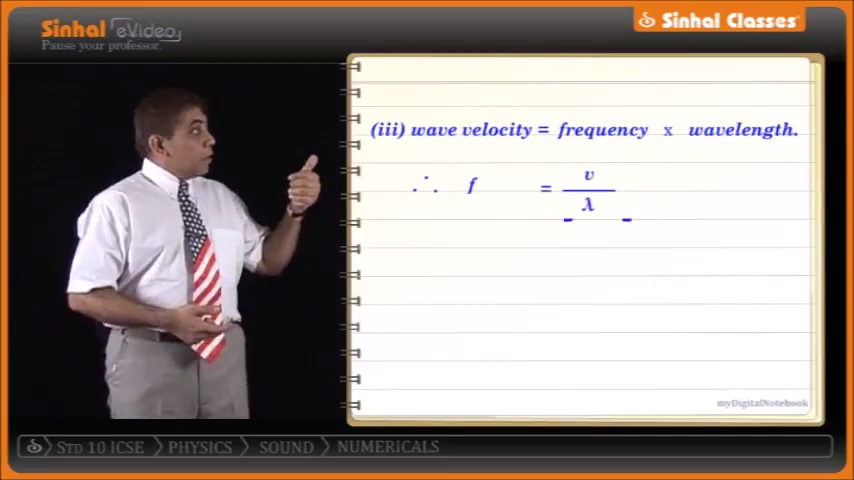 Sinhal eVideo
Pause your professor.
Sinhal Classes
(iii) wave velocity = frequency x wavelength.
∴ f = v
λ
myDigitalNotebook
STD 10 ICSE PHYSICS SOUND NUMERICALS